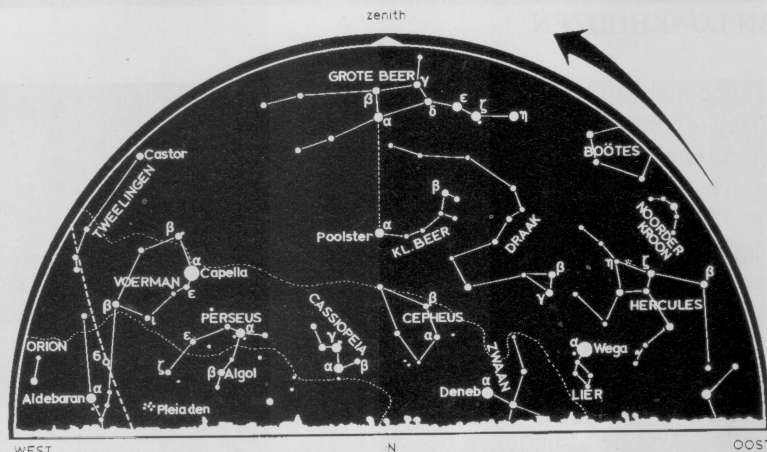 zenith
GROTE BEER
γ
β
α
δ
ε
ζ
η
Castor
TWEELINGEN
BOÖTES
β
α
Poolster
KL. BEER
DRAAK
NOORDER
KROON
β
α
Capella
VOERMAN
ε
β
ι
β
γ
η
ζ
β
HERCULES
ORION
PERSEUS
ε
α
ζ
β
Algol
CASSIOPEIA
γ
α
β
CEPHEUS
β
α
ZWAAN
α
Wega
LIER
α
Aldebaran
Pleiaden
α
Deneb
WEST
N
OOST